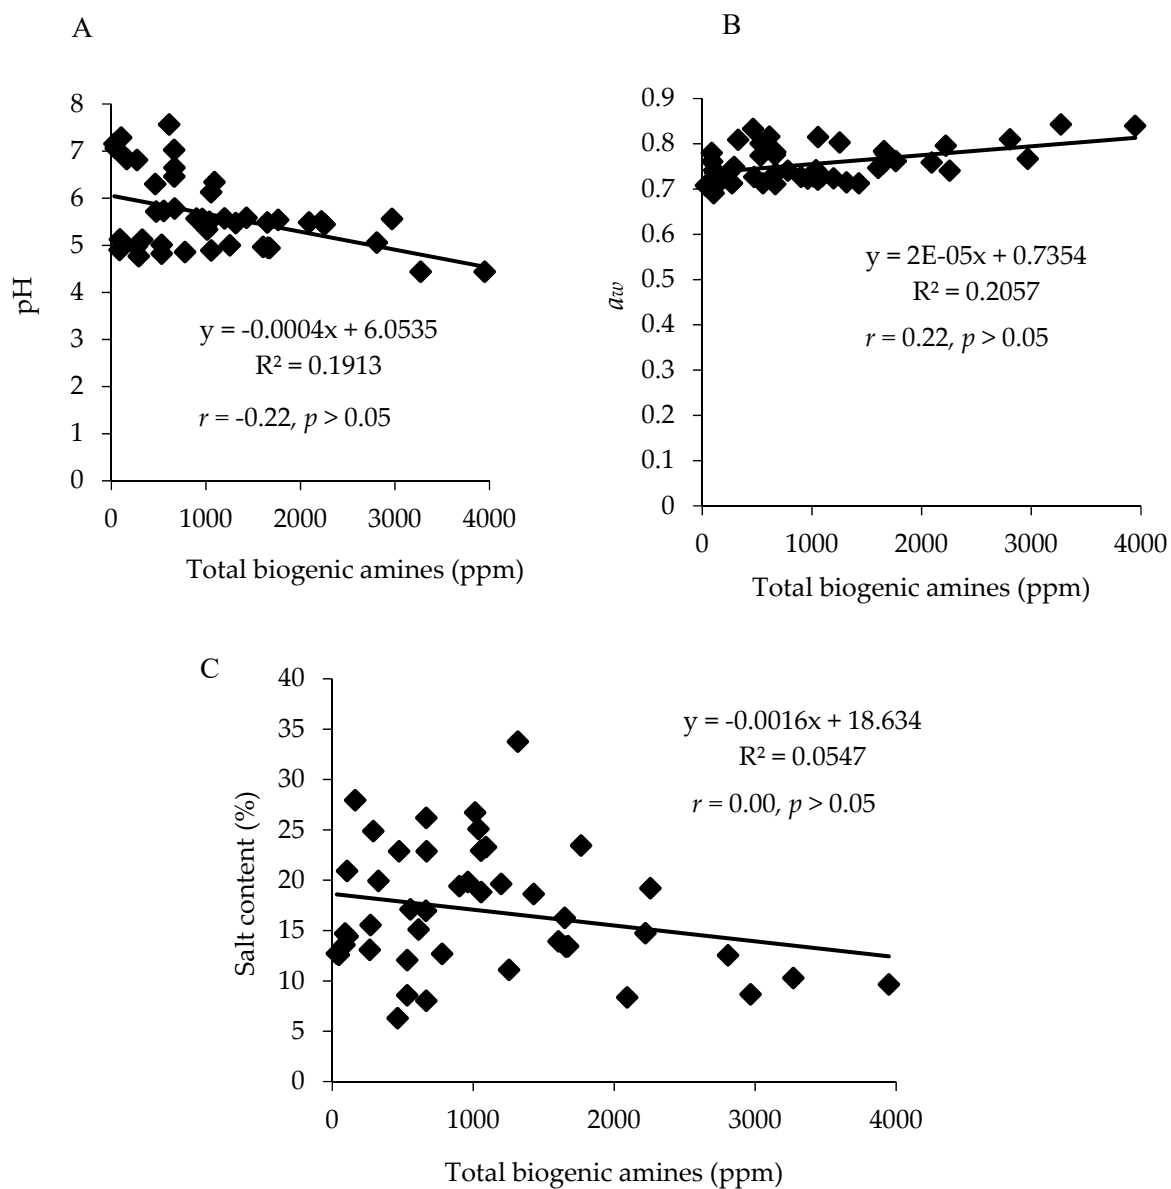 A
8
7
6
5
4
3
2
1
0
pH
y = -0.0004x + 6.0535
R² = 0.1913
r = -0.22, p > 0.05
0 1000 2000 3000 4000
Total biogenic amines (ppm)
B
0.9
0.8
0.7
0.6
0.5
0.4
0.3
0.2
0.1
0
aw
y = 2E-05x + 0.7354
R² = 0.2057
r = 0.22, p > 0.05
0 1000 2000 3000 4000
Total biogenic amines (ppm)
C
40
35
30
25
20
15
10
5
0
Salt content (%)
y = -0.0016x + 18.634
R² = 0.0547
r = 0.00, p > 0.05
0 1000 2000 3000 4000
Total biogenic amines (ppm)